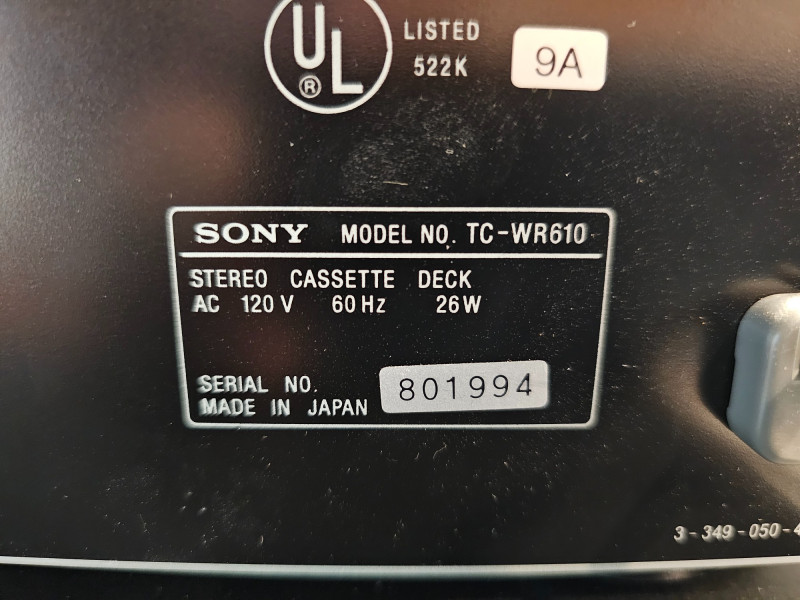 UL ®
LISTED
522K
9A
SONY MODEL NO. TC-WR610
STEREO CASSETTE DECK
AC 120 V 60 Hz 26 W
SERIAL NO. 801994
MADE IN JAPAN
3-349-050-4